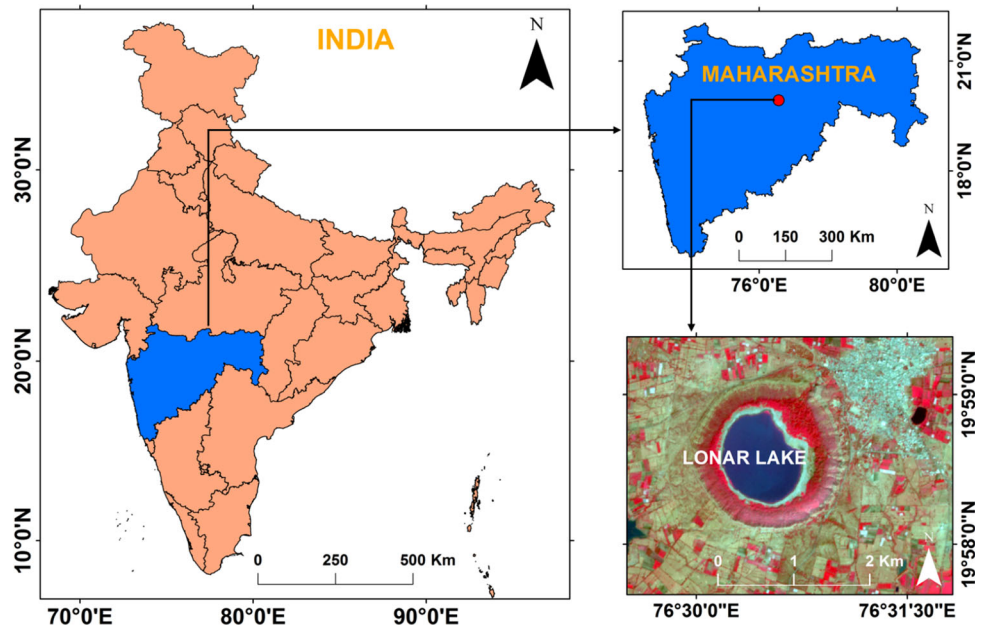 INDIA
N
30°0'N
20°0'N
10°0'N
0 250 500 Km
70°0'E 80°0'E 90°0'E
MAHARASHTRA
N
21°0'N
18°0'N
0 150 300 Km
76°0'E 80°0'E
LONAR LAKE
N
19°59'0"N
19°58'0"N
0 1 2 Km
76°30'0"E 76°31'30"E